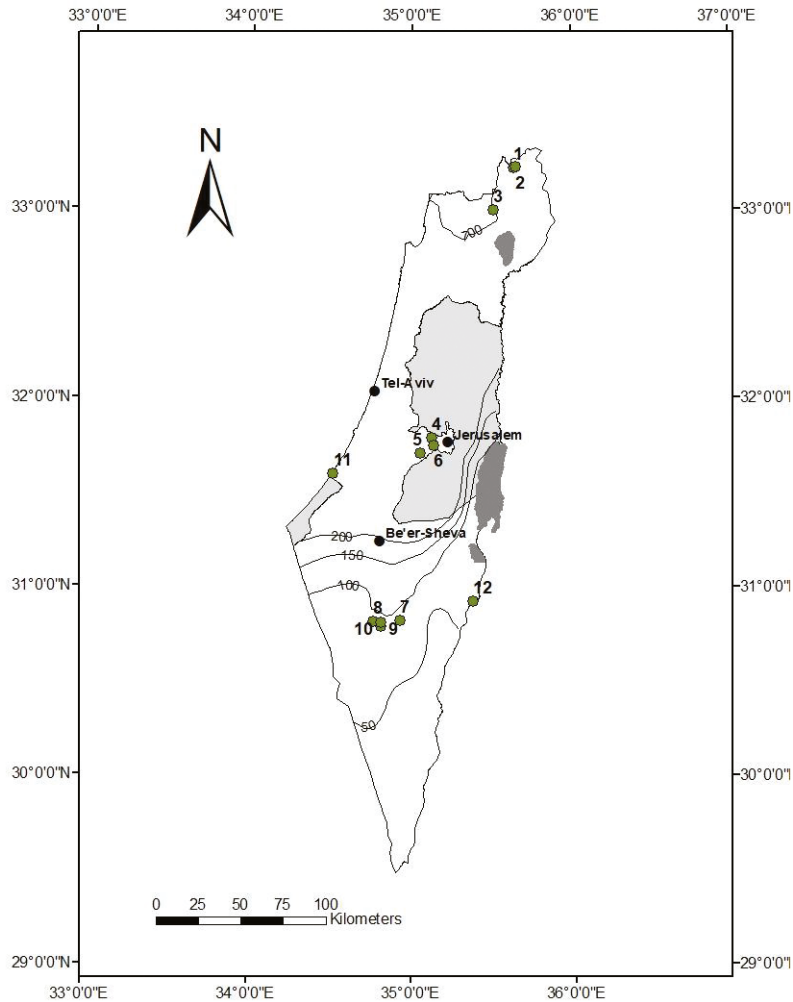 33°0'0"E 34°0'0"E 35°0'0"E 36°0'0"E 37°0'0"E
N
1
2
33°0'0"N 3 33°0'0"N
700
32°0'0"N Tel-Aviv 32°0'0"N
4
5 Jerusalem
6
11
200 Be'er-Sheva
150
31°0'0"N 100 12 31°0'0"N
8 7
10 9
50
30°0'0"N 30°0'0"N
0 25 50 75 100
Kilometers
29°0'0"N 29°0'0"N
33°0'0"E 34°0'0"E 35°0'0"E 36°0'0"E